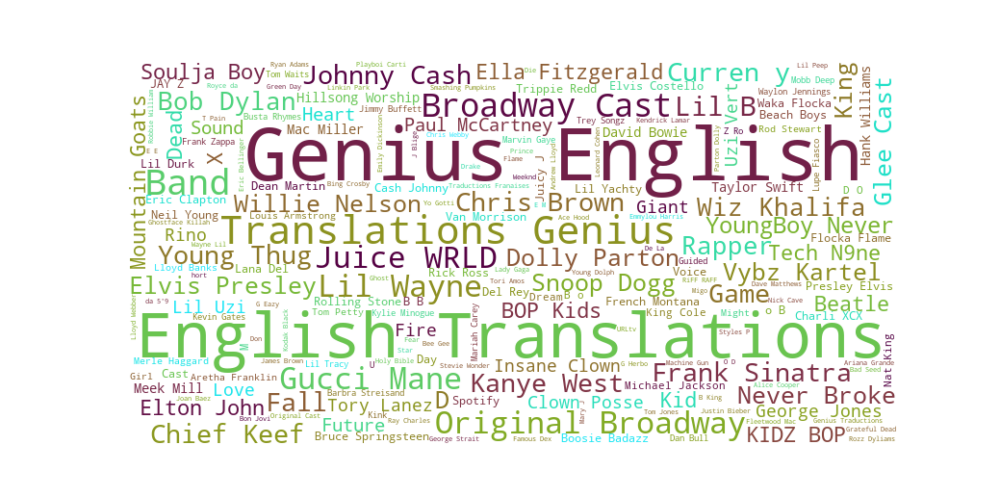 Ryan Adams
Playboi Carti
Lil Peep
Soulja Boy
Johnny Cash
Ella Fitzgerald
Curren y
King
JAY Z
Royce da
Tom Waits
Linkin Park
Trippie Redd
Elvis Costello
Mobb Deep
Hank Williams
Green Day
Smashing Pumpkins
Die
Waylon Jennings
Glee Cast
Robbie William
Bob Dylan
Hillsong Worship
Jimmy Buffett
Broadway Cast
Lil B
Uzi Vert
Waka Flocka
Mountain Goats
Dead
T Pain
Busta Rhymes
Heart
Emily Dickinson
Paul McCartney
Trey Songz
Kendrick Lamar
Beach Boys
Sound
Mac Miller
Chris Webby
J Blige
Marvin Gaye
Andrew Lloyd
Leonard Cohen
David Bowie
Z Ro
Rod Stewart
Frank Zappa
Eric Bellinger
Genius English
Prince
Parton Dolly
Lupe Fiasco
E E
X
Flame
Lil Durk
Drake
Juicy J
Band
Dean Martin
Bing Crosby
Cash Johnny
Traductions Françaises
Weeknd
Lil Yachty
Taylor Swift
D O
Eric Clapton
Willie Nelson
Yo Gotti
Chris Brown
E B
Giant
Wiz Khalifa
Neil Young
Louis Armstrong
Van Morrison
Ace Hood
Emmylou Harris
YoungBoy Never
Ghostface Killah
Rino
Translations Genius
Rapper
Flocka Flame
Wayne Lil
De La
Tech N9ne
Young Thug
Juice WRLD
Dolly Parton
Guided
Lloyd Banks
Lana Del
Ghost
Rick Ross
Lady Gaga
Young Dolph
Voice
RiFF RAFF
Vybz Kartel
hort
Tori Amos
Elvis Presley
Lil Wayne
Snoop Dogg
Game
Dave Matthews
Presley Elvis
da 5'9
Del Rey
Dream
B o
French Montana
Nick Cave
Beatle
Lil Uzi
G Eazy
Rolling Stone
B B
BOP Kids
King Cole
o B
Lloyd Webber
Kevin Gates
Tom Petty
Kylie Minogue
Mariah Carey
Might
Charli XCX
M
Don
Kodak Black
English Translations
Fire
URLtv
Styles P
Fear
Bee Gee
Star
Merle Haggard
James Brown
Lil Tracy
Holy Bible
Day
Stevie Wonder
Insane Clown
G Herbo
Machine Gun
O D
Ariana Grande
Nat King
Girl
Cast
Aretha Franklin
U
Gucci Mane
Kanye West
Frank Sinatra
Bad Seed
Meek Mill
Love
Barbra Streisand
Spotify
Michael Jackson
Alice Cooper
Never Broke
Joan Baez
Elton John
Fall
Tory Lanez
D
Clown Posse
Kid
B King
Original Cast
Kink
Mary J
Tom Jones
Justin Bieber
George Jones
Bon Jovi
Future
Ray Charles
Original Broadway
Fleetwood Mac
Genius Traductions
Chief Keef
Bruce Springsteen
George Strait
Famous Dex
Boosie Badazz
Dan Bull
KIDZ BOP
Grateful Dead
Rozz Dyliams